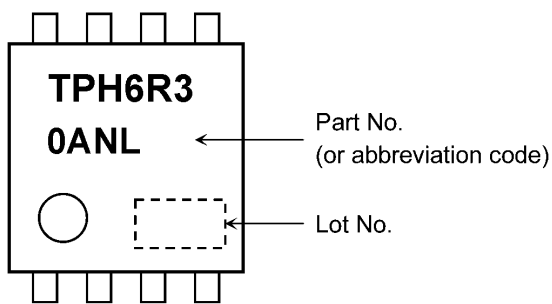 TPH6R3
0ANL
Part No.
(or abbreviation code)
Lot No.